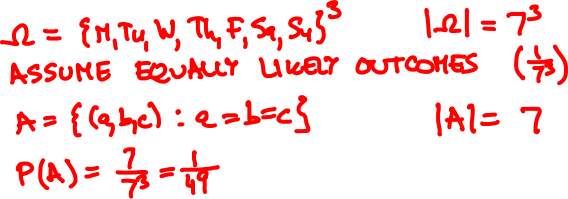 Ω = {M, Tu, W, Th, F, Sa, Su}³ |Ω| = 7³
ASSUME EQUALLY LIKELY OUTCOMES (1/7³)
A = {(a,b,c) : a=b=c} |A| = 7
P(A) = 7/7³ = 1/49